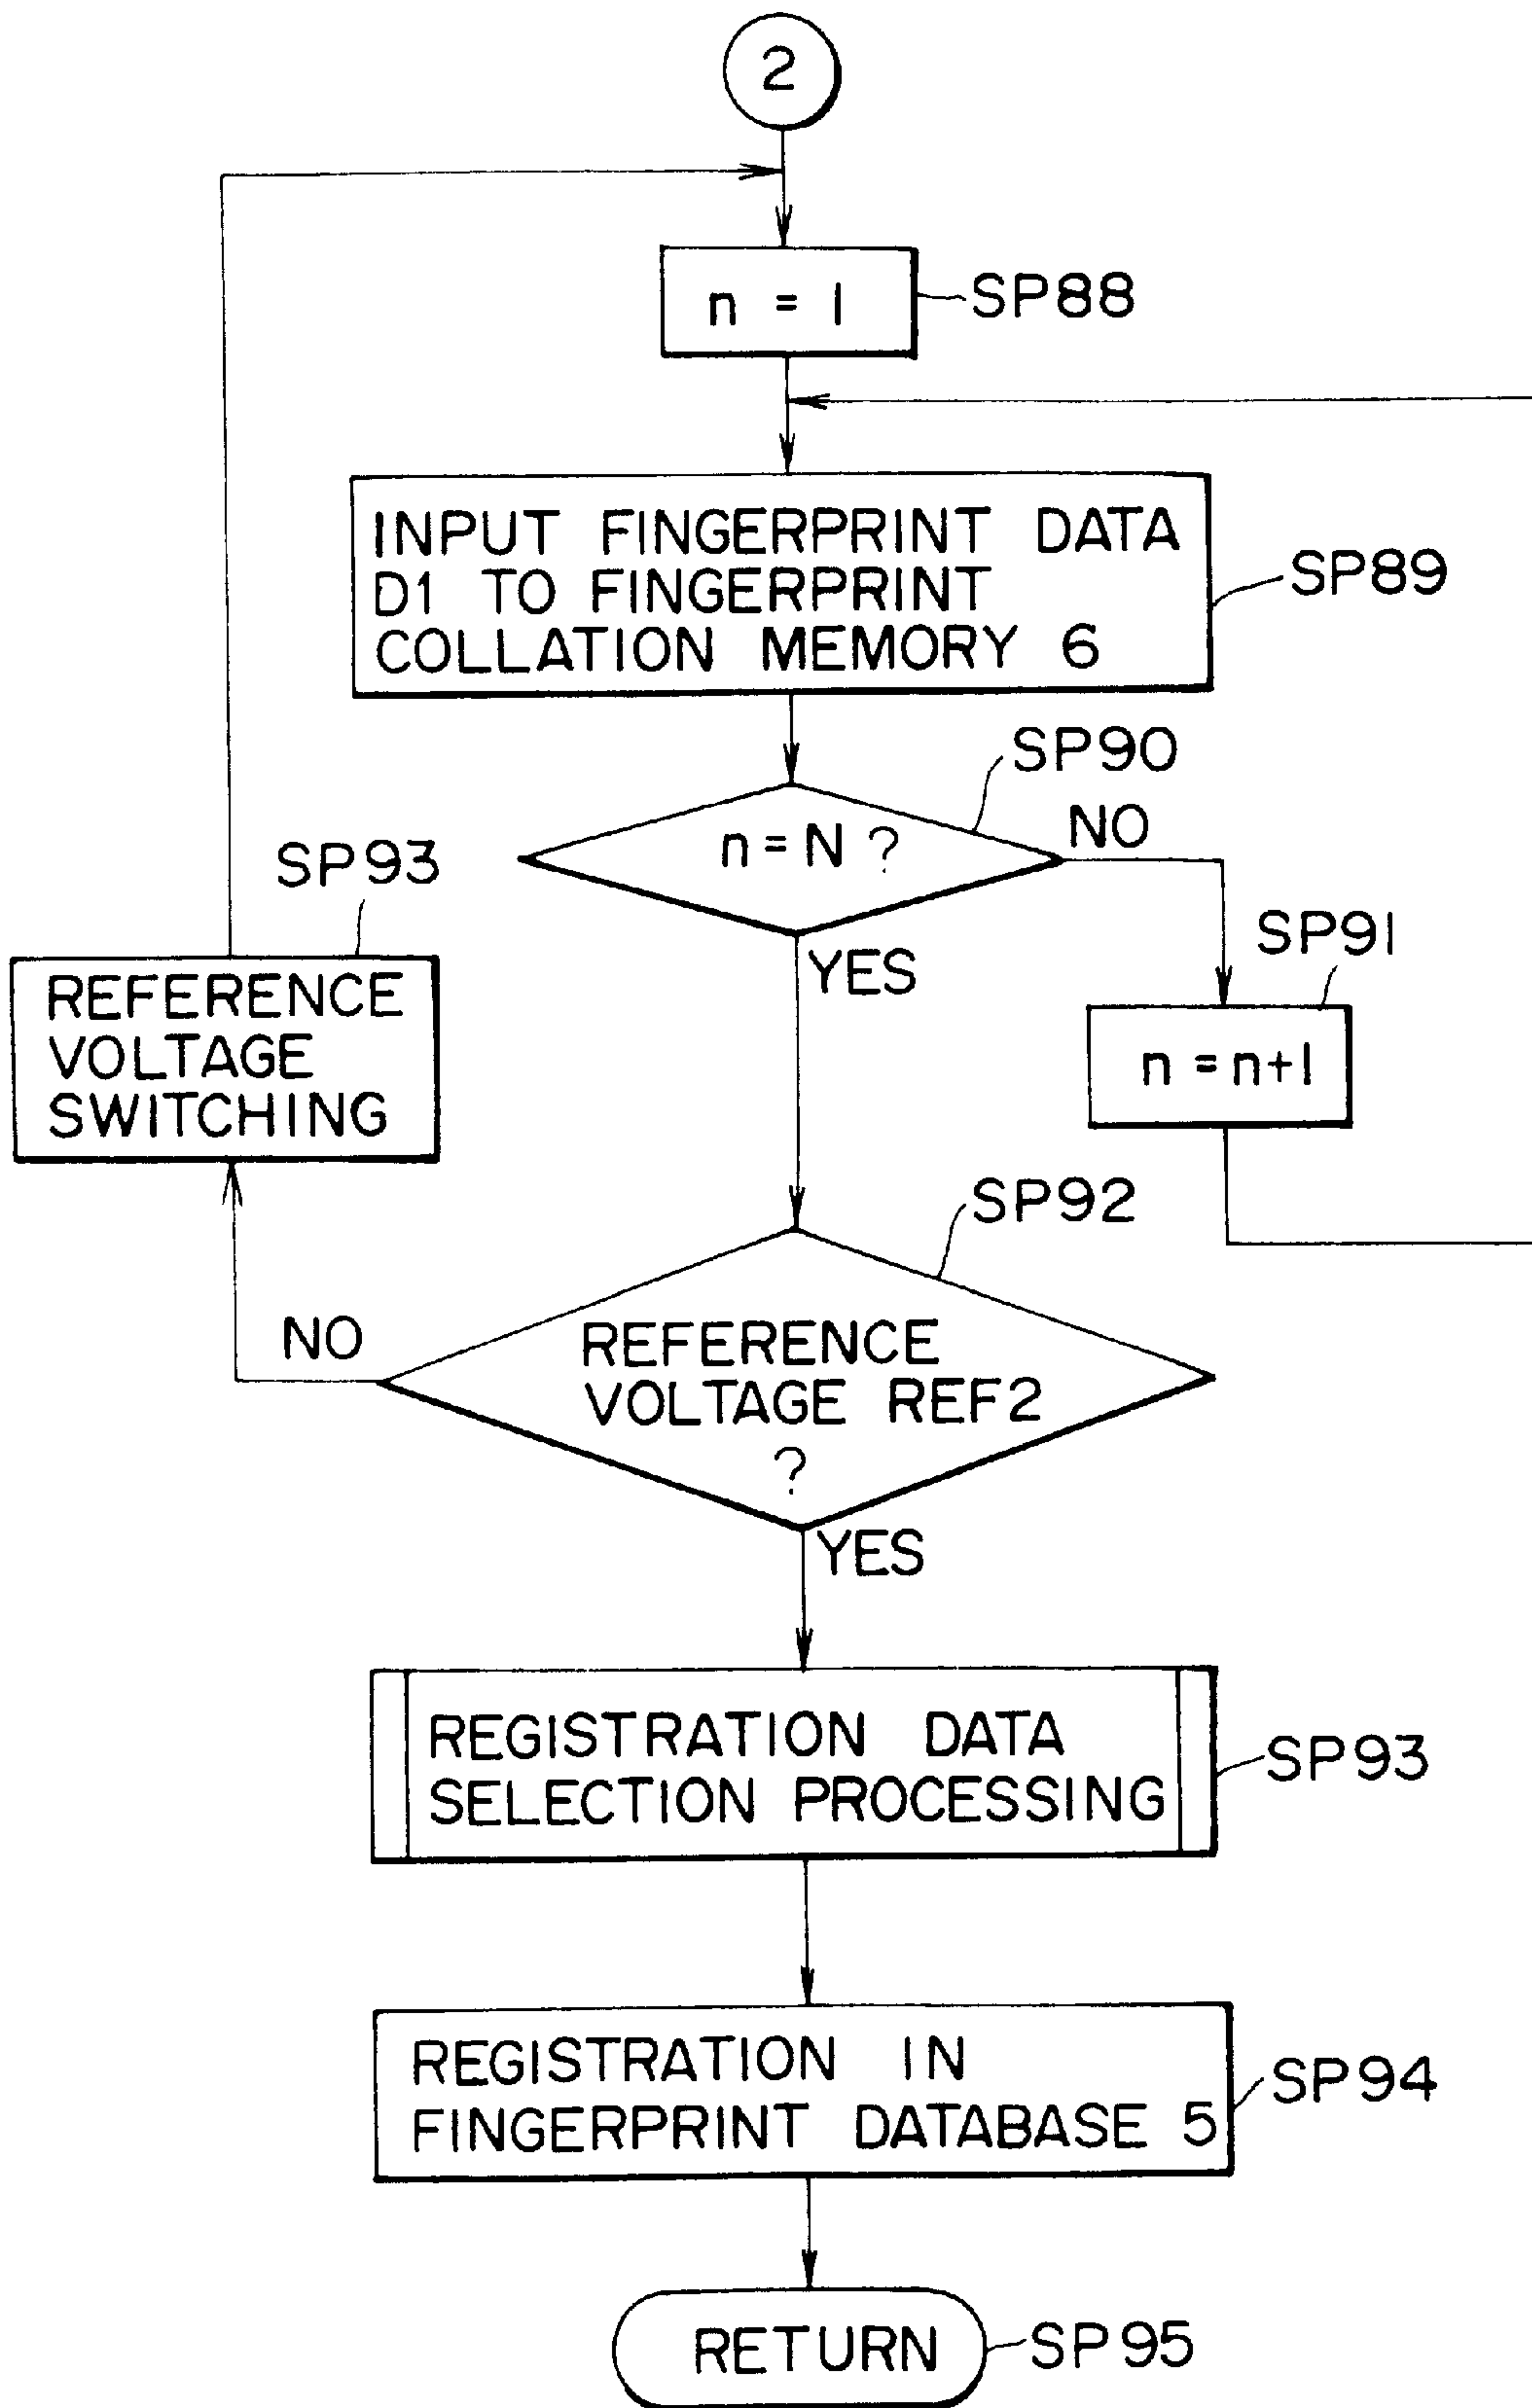 2
n = 1
SP88
INPUT FINGERPRINT DATA
D1 TO FINGERPRINT
COLLATION MEMORY 6
SP89
SP90
n = N ?
NO
YES
SP93
REFERENCE
VOLTAGE
SWITCHING
SP91
n = n+1
SP92
NO
REFERENCE
VOLTAGE REF2
?
YES
REGISTRATION DATA
SELECTION PROCESSING
SP93
REGISTRATION IN
FINGERPRINT DATABASE 5
SP94
RETURN
SP95